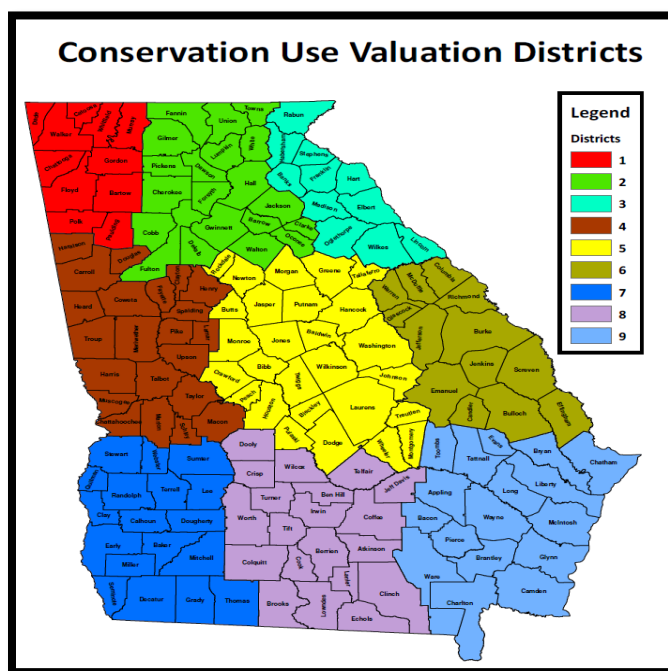 Conservation Use Valuation Districts
Legend
Districts
1
2
3
4
5
6
7
8
9
Dade
Catoosa
Whitfield
Murray
Walker
Gordon
Chattooga
Floyd
Bartow
Polk
Paulding
Fannin
Towns
Union
Gilmer
White
Lumpkin
Pickens
Dawson
Hall
Cherokee
Forsyth
Jackson
Cobb
Gwinnett
Barrow
Clarke
Oconee
Walton
Dekalb
Fulton
Rabun
Habersham
Stephens
Banks
Franklin
Hart
Madison
Elbert
Oglethorpe
Wilkes
Lincoln
Haralson
Douglas
Carroll
Clayton
Henry
Fayette
Heard
Coweta
Spalding
Troup
Meriwether
Pike
Lamar
Upson
Harris
Talbot
Taylor
Muscogee
Chattahoochee
Marion
Schley
Macon
Rockdale
Newton
Morgan
Greene
Taliaferro
Butts
Jasper
Putnam
Hancock
Monroe
Jones
Baldwin
Washington
Crawford
Bibb
Twiggs
Wilkinson
Johnson
Peach
Houston
Bleckley
Laurens
Treutlen
Pulaski
Dodge
Wheeler
Montgomery
Columbia
McDuffie
Warren
Richmond
Glascock
Jefferson
Burke
Jenkins
Screven
Emanuel
Candler
Bulloch
Effingham
Stewart
Webster
Sumter
Quitman
Randolph
Terrell
Lee
Clay
Calhoun
Dougherty
Early
Baker
Mitchell
Miller
Seminole
Decatur
Grady
Thomas
Dooly
Crisp
Wilcox
Telfair
Jeff Davis
Turner
Ben Hill
Irwin
Worth
Coffee
Tift
Colquitt
Cook
Berrien
Atkinson
Lanier
Clinch
Brooks
Lowndes
Echols
Toombs
Tattnall
Evans
Bryan
Chatham
Appling
Long
Liberty
Bacon
Wayne
McIntosh
Pierce
Brantley
Glynn
Ware
Camden
Charlton